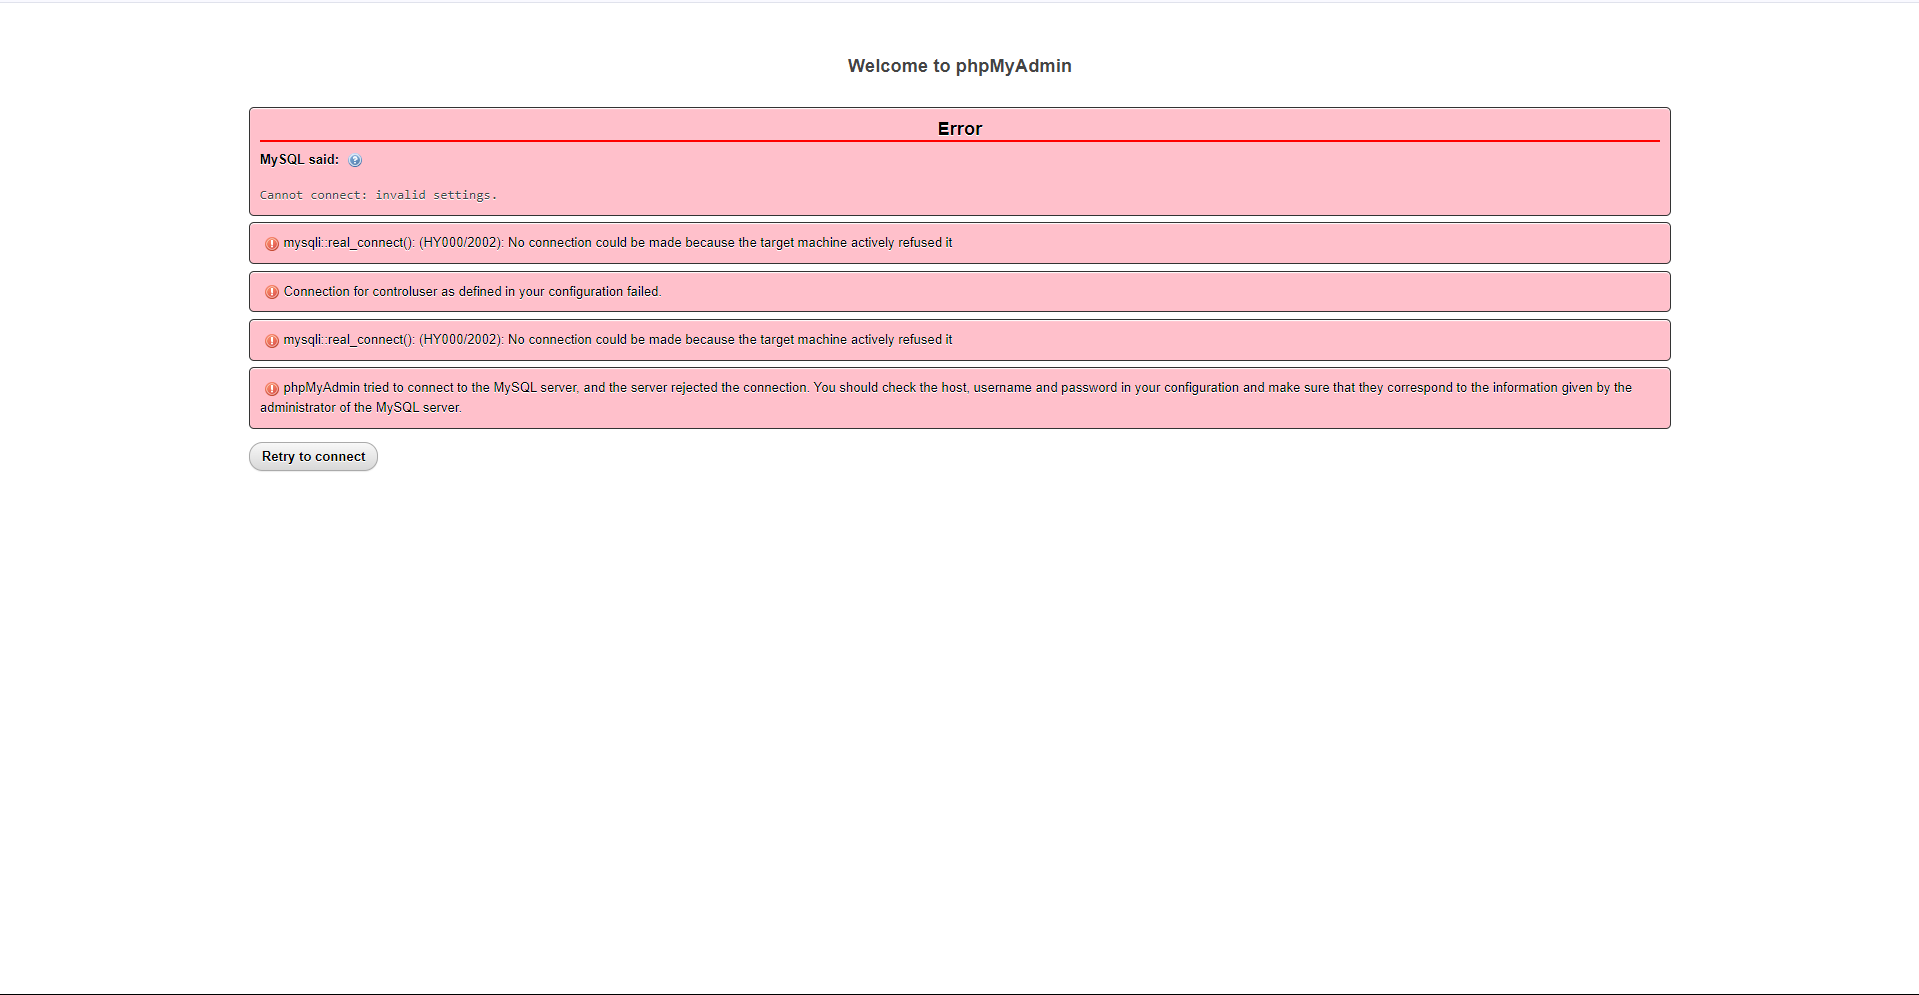 Welcome to phpMyAdmin
Error
MySQL said:
Cannot connect: invalid settings.
mysqli::real_connect(): (HY000/2002): No connection could be made because the target machine actively refused it
Connection for controluser as defined in your configuration failed.
mysqli::real_connect(): (HY000/2002): No connection could be made because the target machine actively refused it
phpMyAdmin tried to connect to the MySQL server, and the server rejected the connection. You should check the host, username and password in your configuration and make sure that they correspond to the information given by the
administrator of the MySQL server.
Retry to connect